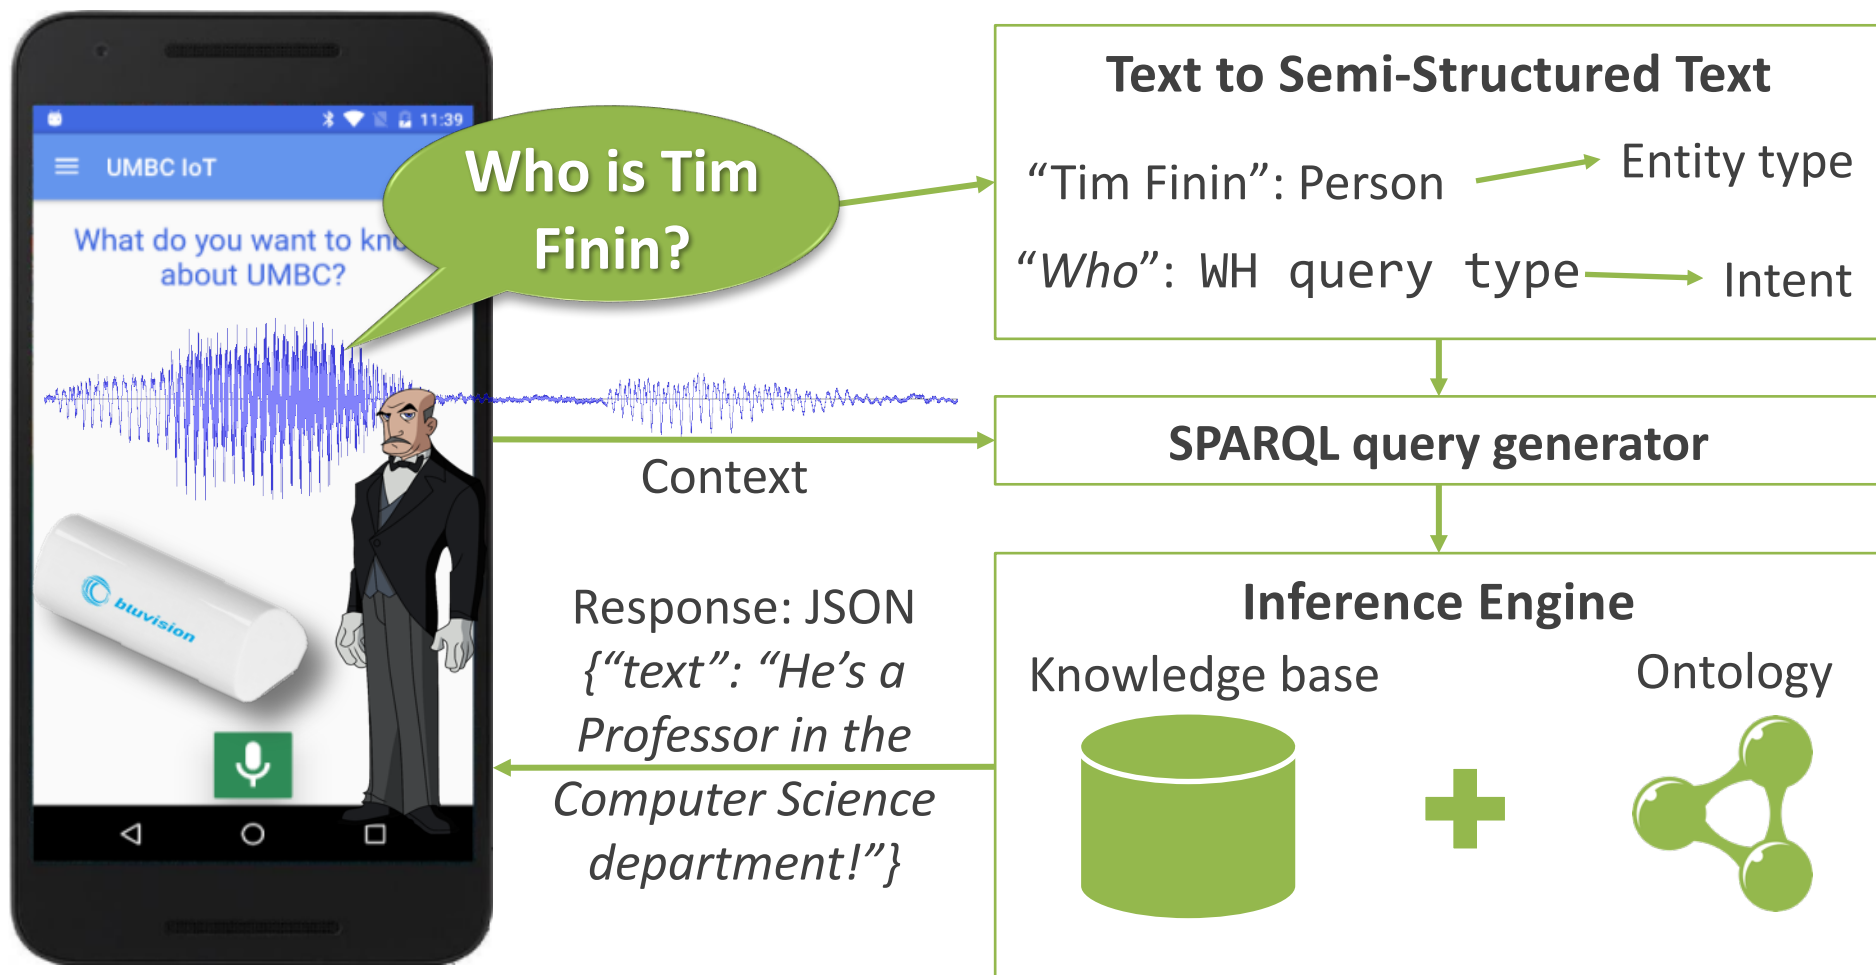 11:39
UMBC IoT
What do you want to kno
about UMBC?
Who is Tim
Finin?
bluvision
Text to Semi-Structured Text
“Tim Finin”: Person
Entity type
“Who”: WH query type
Intent
Context
SPARQL query generator
Response: JSON
{“text”: “He’s a
Professor in the
Computer Science
department!”}
Inference Engine
Knowledge base
Ontology